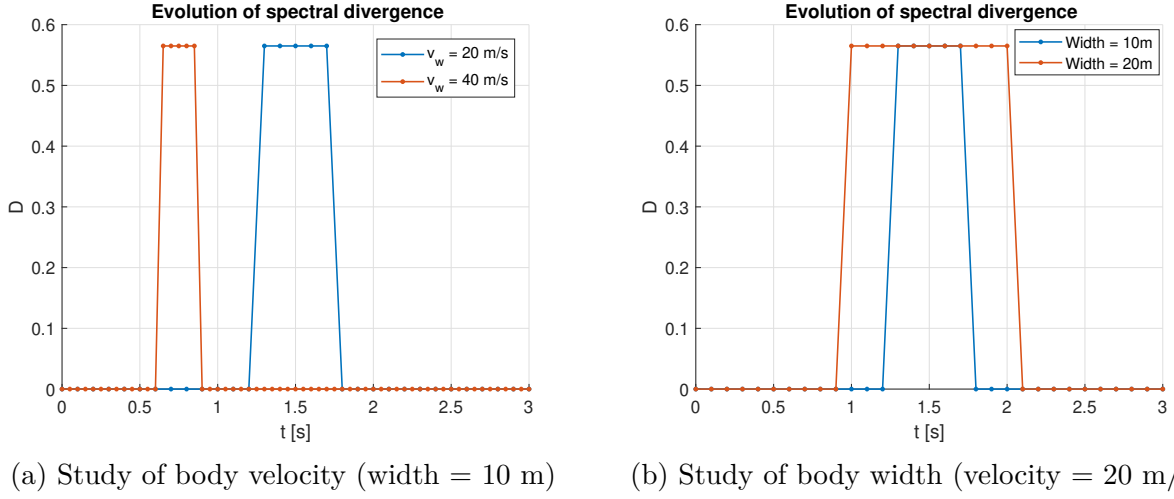 Evolution of spectral divergence
0.6
0.5
0.4
0.3
0.2
0.1
0
D
v_w = 20 m/s
v_w = 40 m/s
0 0.5 1 1.5 2 2.5 3
t [s]
(a) Study of body velocity (width = 10 m)
Evolution of spectral divergence
0.6
0.5
0.4
0.3
0.2
0.1
0
D
Width = 10m
Width = 20m
0 0.5 1 1.5 2 2.5 3
t [s]
(b) Study of body width (velocity = 20 m/